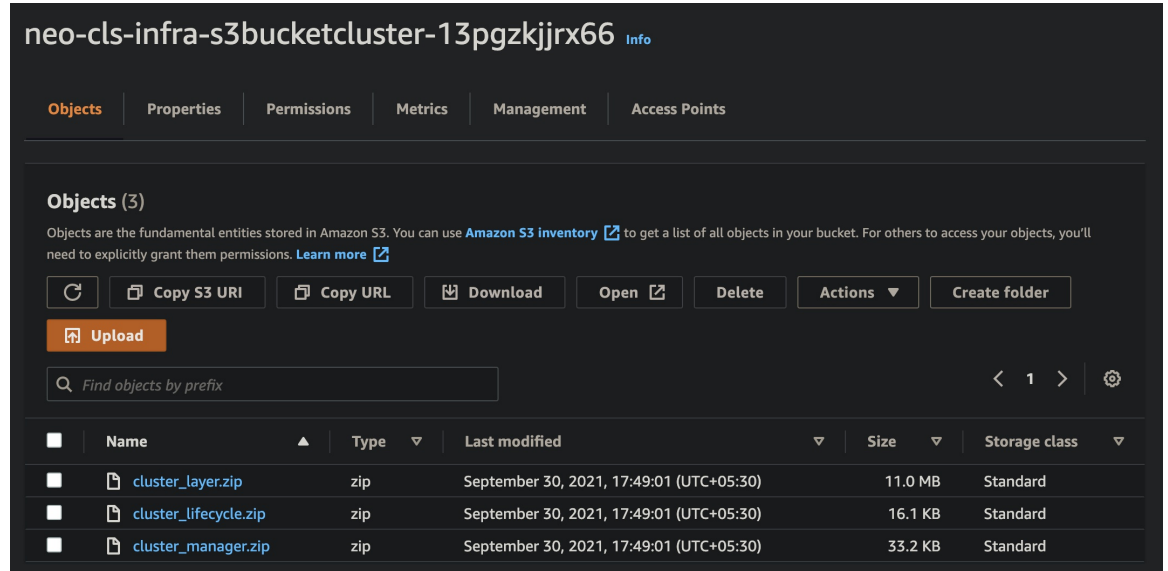 neo-cls-infra-s3bucketcluster-13pgzkjjrx66 Info
Objects Properties Permissions Metrics Management Access Points
Objects (3)
Objects are the fundamental entities stored in Amazon S3. You can use Amazon S3 inventory to get a list of all objects in your bucket. For others to access your objects, you'll
need to explicitly grant them permissions. Learn more
Copy S3 URI Copy URL Download Open Delete Actions Create folder
Upload
Find objects by prefix 1
Name Type Last modified Size Storage class
cluster_layer.zip zip September 30, 2021, 17:49:01 (UTC+05:30) 11.0 MB Standard
cluster_lifecycle.zip zip September 30, 2021, 17:49:01 (UTC+05:30) 16.1 KB Standard
cluster_manager.zip zip September 30, 2021, 17:49:01 (UTC+05:30) 33.2 KB Standard